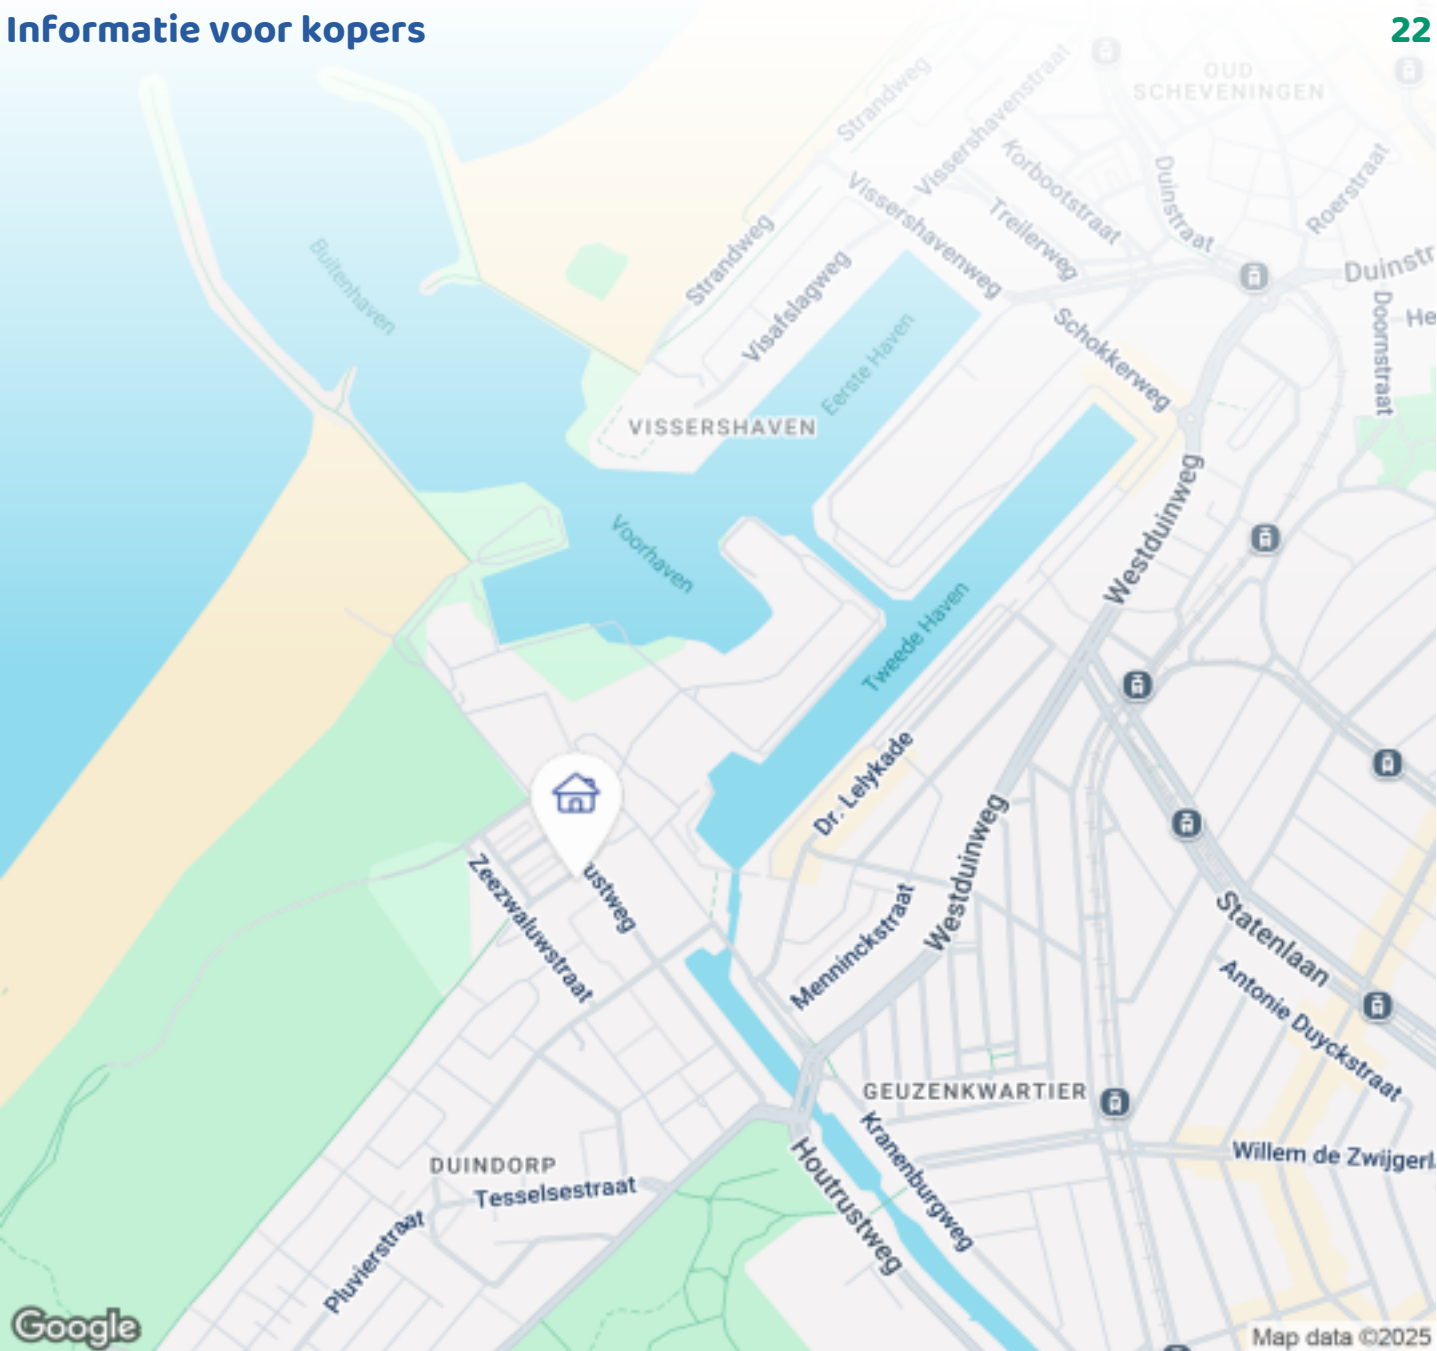 Informatie voor kopers
22
OUD
SCHEVENINGEN
Strandweg
Vissershavenstraat
Korbootstraat
Duinstraat
Roerstraat
Vissershavenweg
Treilerweg
Buitenhaven
Strandweg
Visafslagweg
Duinstr
Doornstraat
He
Schokkerweg
Eerste Haven
VISSERSHAVEN
Westduinweg
Voorhaven
Tweede Haven
Dr. Lelykade
Westduinweg
ustweg
Zeezwaluwstraat
Menninckstraat
Statenlaan
Antonie Duyckstraat
GEUZENKWARTIER
Kranenburgweg
Willem de Zwijgerl
DUINDORP
Tesselsestraat
Houtrustweg
Pluvierstraat
Google
Map data ©2025